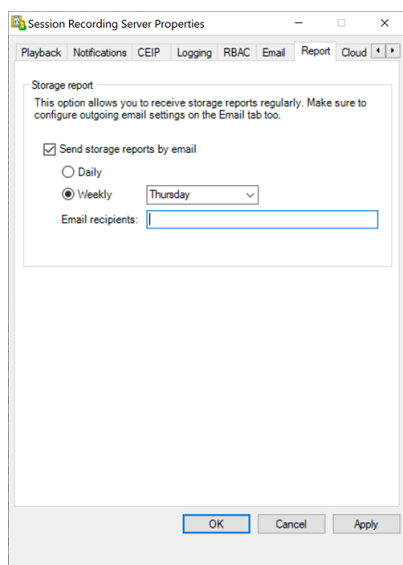 Session Recording Server Properties
Playback Notifications CEIP Logging RBAC Email Report Cloud
Storage report
This option allows you to receive storage reports regularly. Make sure to
configure outgoing email settings on the Email tab too.
Send storage reports by email
Daily
Weekly Thursday
Email recipients:
OK Cancel Apply